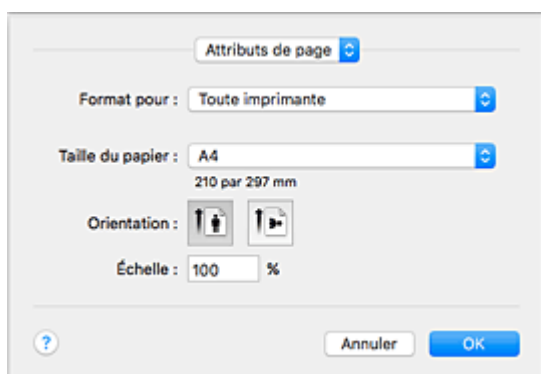 Attributs de page
Format pour : Toute imprimante
Taille du papier : A4
210 par 297 mm
Orientation :
Échelle : 100 %
? Annuler OK